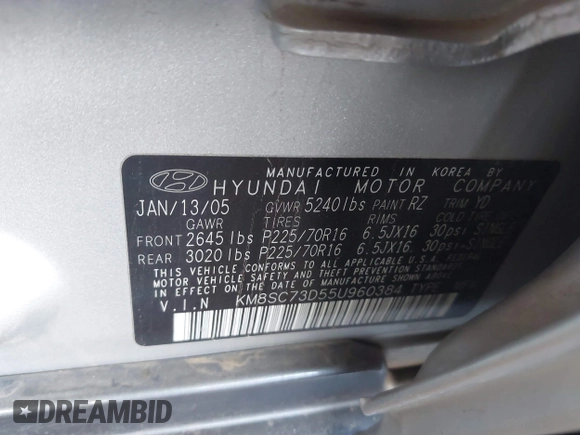 MANUFACTURED IN KOREA BY
HYUNDAI MOTOR COMPANY
JAN/13/05 GVWR 5240lbs PAINT RZ TRIM YD
GAWR TIRES RIMS COLD
FRONT 2645 lbs P225/70R16 6.5JX16 30psi
REAR 3020 lbs P225/70R16 6.5JX16 30psi
THIS VEHICLE CONFORMS TO ALL APPLICABLE U.S.A. FEDERAL
MOTOR VEHICLE SAFETY AND THEFT PREVENTION STANDARDS
IN EFFECT ON THE DATE OF MANUFACTURE SHOWN ABOVE.
V.I.N KM8SC73D55U960384 TYPE
DREAMBID